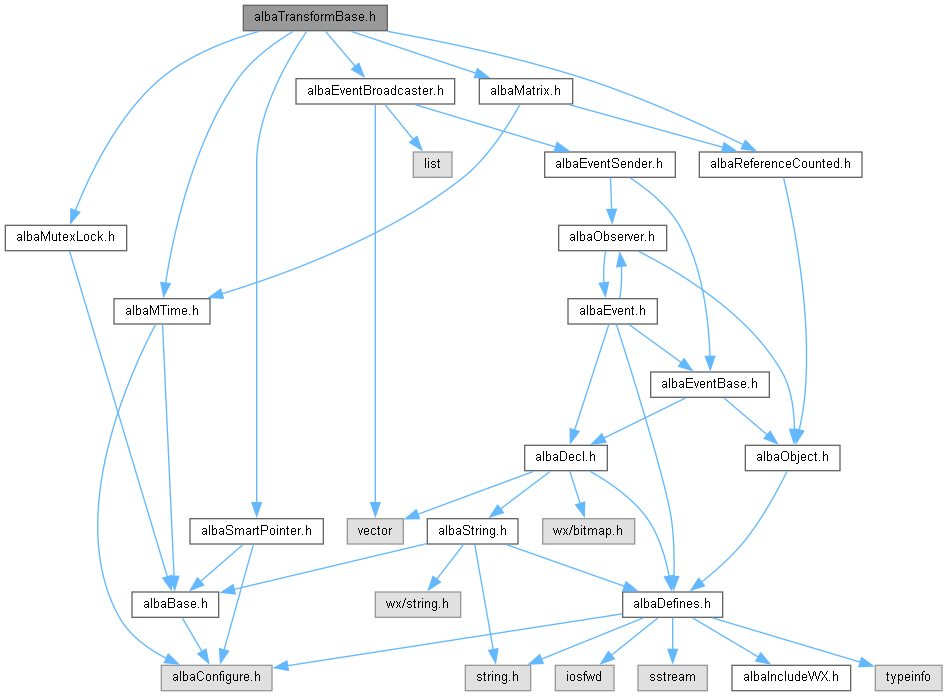 albaTransformBase.h
albaEventBroadcaster.h
albaMatrix.h
list
albaEventSender.h
albaReferenceCounted.h
albaMutexLock.h
albaObserver.h
albaMTime.h
albaEvent.h
albaEventBase.h
albaDecl.h
albaObject.h
albaSmartPointer.h
vector
albaString.h
wx/bitmap.h
albaBase.h
wx/string.h
albaDefines.h
albaConfigure.h
string.h
iosfwd
sstream
albaIncludeWX.h
typeinfo